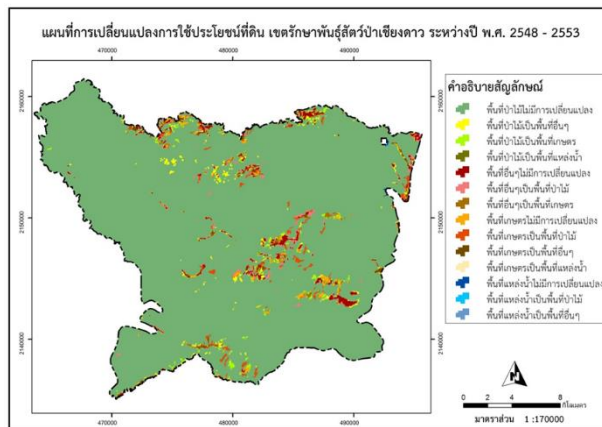 แผนที่การเปลี่ยนแปลงการใช้ประโยชน์ที่ดิน เขตรักษาพันธุ์สัตว์ป่าเชียงดาว ระหว่างปี พ.ศ. 2548 - 2553
470000 480000 490000
2160000 2160000
2150000 2150000
2140000 2140000
470000 480000 490000
คำอธิบายสัญลักษณ์
พื้นที่ป่าไม้ไม่มีการเปลี่ยนแปลง
พื้นที่ป่าไม้เป็นพื้นที่อื่นๆ
พื้นที่ป่าไม้เป็นพื้นที่เกษตร
พื้นที่ป่าไม้เป็นพื้นที่แหล่งน้ำ
พื้นที่อื่นๆไม่มีการเปลี่ยนแปลง
พื้นที่อื่นๆเป็นพื้นที่ป่าไม้
พื้นที่อื่นๆเป็นพื้นที่เกษตร
พื้นที่เกษตรไม่มีการเปลี่ยนแปลง
พื้นที่เกษตรเป็นพื้นที่ป่าไม้
พื้นที่เกษตรเป็นพื้นที่อื่นๆ
พื้นที่เกษตรเป็นพื้นที่แหล่งน้ำ
พื้นที่แหล่งน้ำไม่มีการเปลี่ยนแปลง
พื้นที่แหล่งน้ำเป็นพื้นที่ป่าไม้
พื้นที่แหล่งน้ำเป็นพื้นที่อื่นๆ
N
0 2 4 8
กิโลเมตร
มาตราส่วน 1 :170000